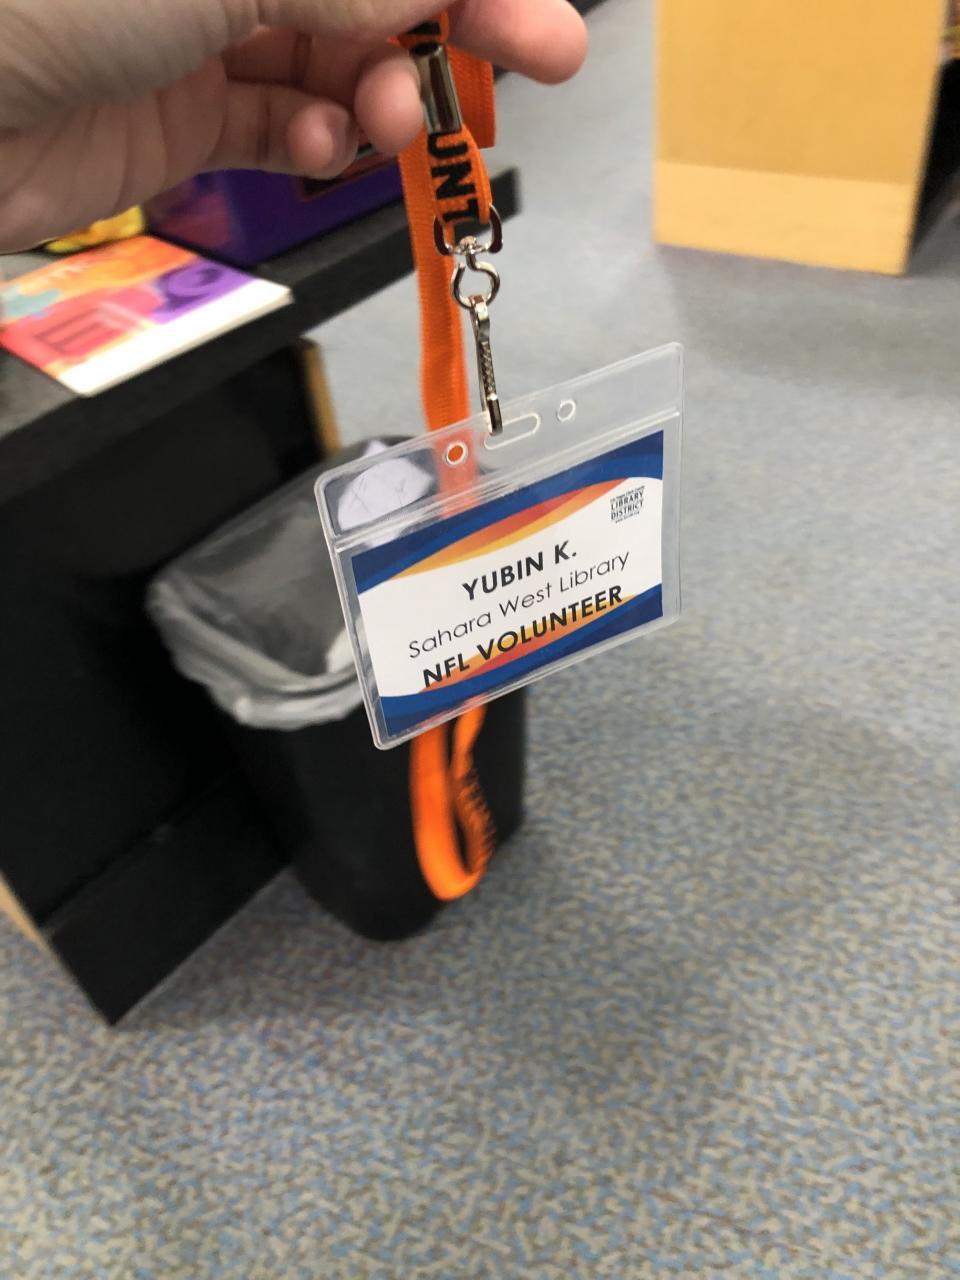 UNT
LIBRARY
DISTRICT
YUBIN K.
Sahara West Library
NFL VOLUNTEER